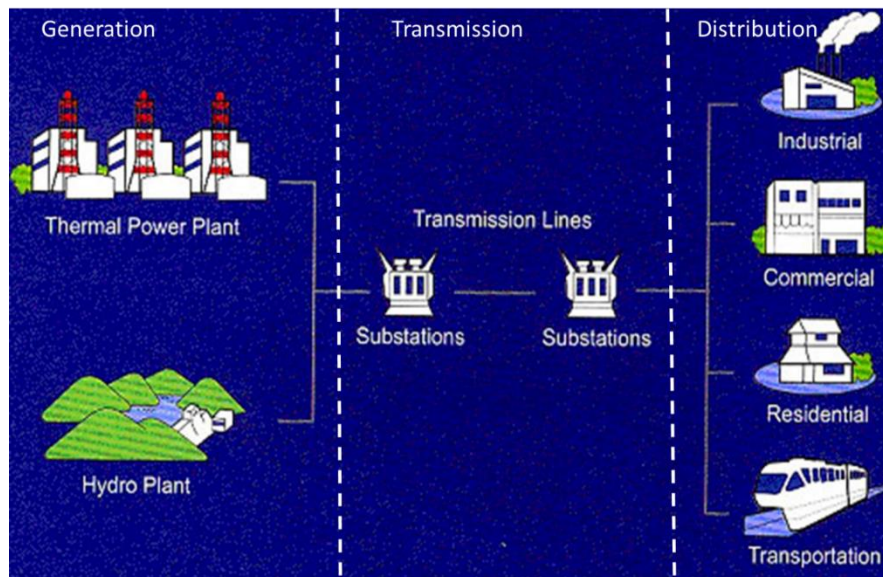 Generation
Transmission
Distribution
Thermal Power Plant
Hydro Plant
Transmission Lines
Substations
Substations
Industrial
Commercial
Residential
Transportation